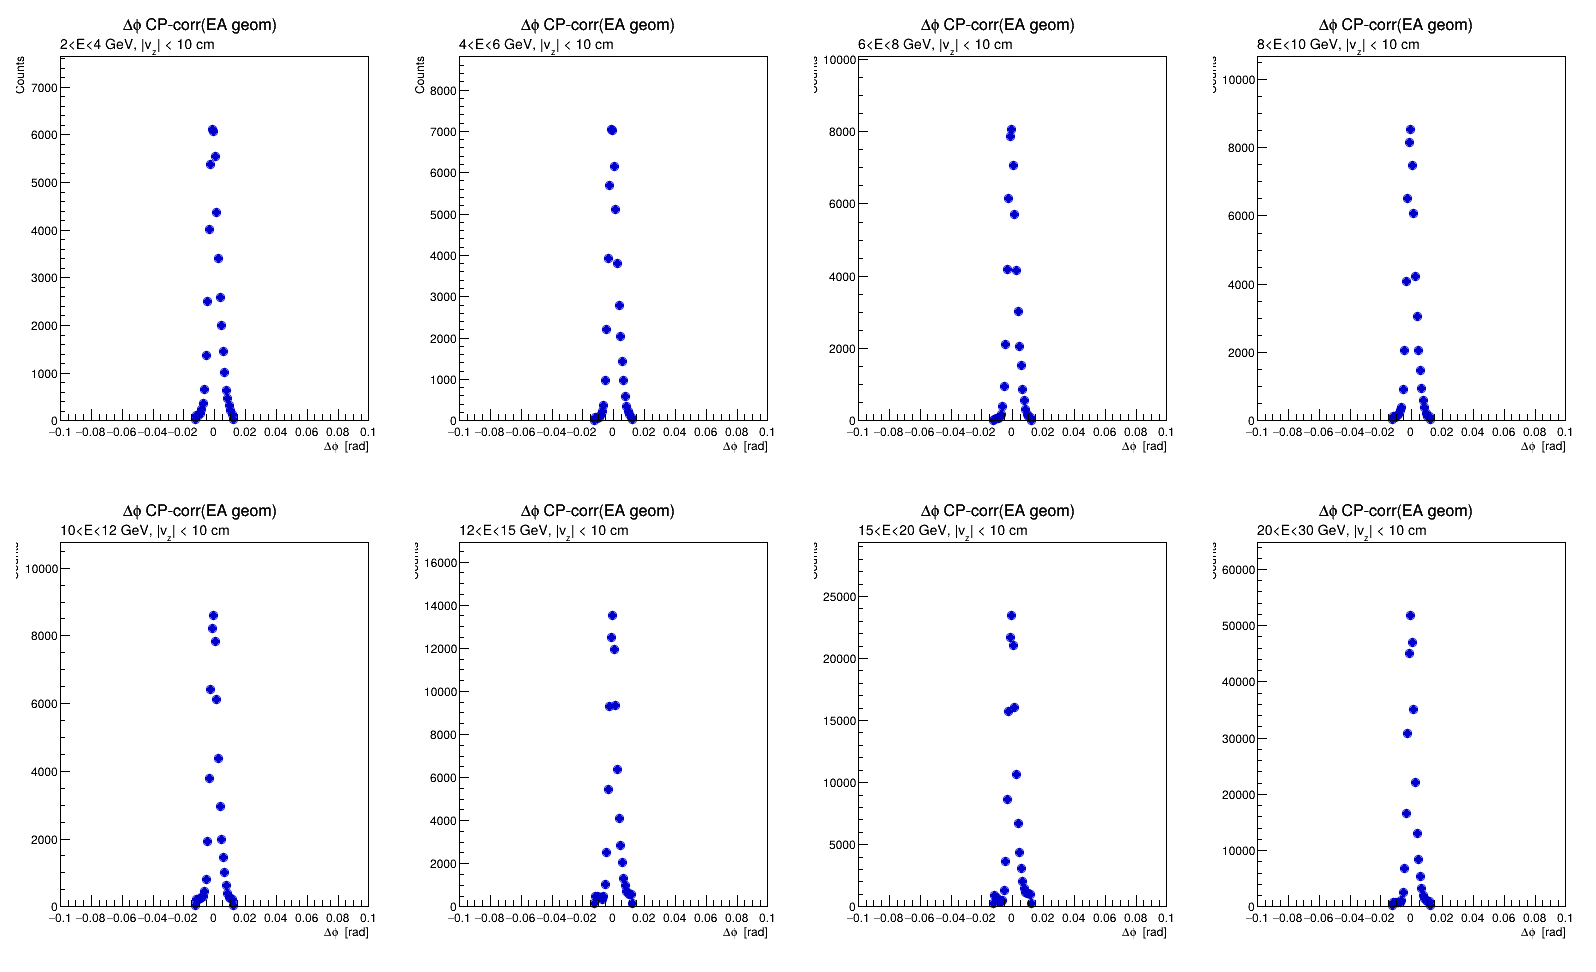 Δϕ CP-corr(EA geom)
2<E<4 GeV, |vz| < 10 cm
Counts
7000
6000
5000
4000
3000
2000
1000
0
−0.1 −0.08 −0.06 −0.04 −0.02 0 0.02 0.04 0.06 0.08 0.1
Δϕ [rad]
Δϕ CP-corr(EA geom)
4<E<6 GeV, |vz| < 10 cm
Counts
8000
7000
6000
5000
4000
3000
2000
1000
0
−0.1 −0.08 −0.06 −0.04 −0.02 0 0.02 0.04 0.06 0.08 0.1
Δϕ [rad]
Δϕ CP-corr(EA geom)
6<E<8 GeV, |vz| < 10 cm
Counts
10000
8000
6000
4000
2000
0
−0.1 −0.08 −0.06 −0.04 −0.02 0 0.02 0.04 0.06 0.08 0.1
Δϕ [rad]
Δϕ CP-corr(EA geom)
8<E<10 GeV, |vz| < 10 cm
Counts
10000
8000
6000
4000
2000
0
−0.1 −0.08 −0.06 −0.04 −0.02 0 0.02 0.04 0.06 0.08 0.1
Δϕ [rad]
Δϕ CP-corr(EA geom)
10<E<12 GeV, |vz| < 10 cm
Counts
10000
8000
6000
4000
2000
0
−0.1 −0.08 −0.06 −0.04 −0.02 0 0.02 0.04 0.06 0.08 0.1
Δϕ [rad]
Δϕ CP-corr(EA geom)
12<E<15 GeV, |vz| < 10 cm
Counts
16000
14000
12000
10000
8000
6000
4000
2000
0
−0.1 −0.08 −0.06 −0.04 −0.02 0 0.02 0.04 0.06 0.08 0.1
Δϕ [rad]
Δϕ CP-corr(EA geom)
15<E<20 GeV, |vz| < 10 cm
Counts
25000
20000
15000
10000
5000
0
−0.1 −0.08 −0.06 −0.04 −0.02 0 0.02 0.04 0.06 0.08 0.1
Δϕ [rad]
Δϕ CP-corr(EA geom)
20<E<30 GeV, |vz| < 10 cm
Counts
60000
50000
40000
30000
20000
10000
0
−0.1 −0.08 −0.06 −0.04 −0.02 0 0.02 0.04 0.06 0.08 0.1
Δϕ [rad]